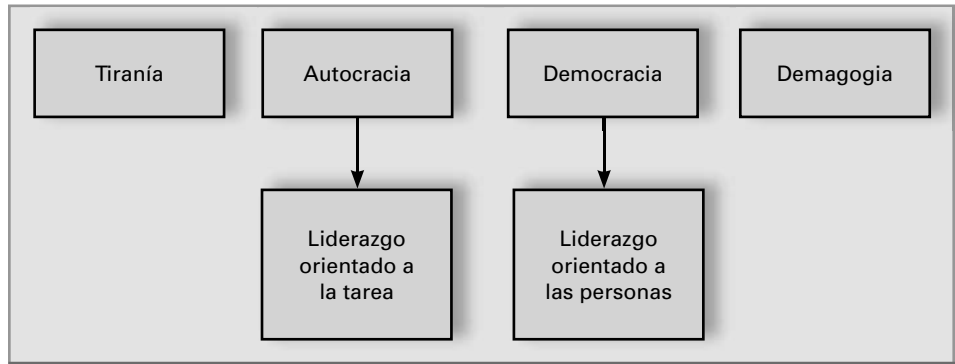 Tiranía
Autocracia
Democracia
Demagogia
Liderazgo
orientado a
la tarea
Liderazgo
orientado a
las personas